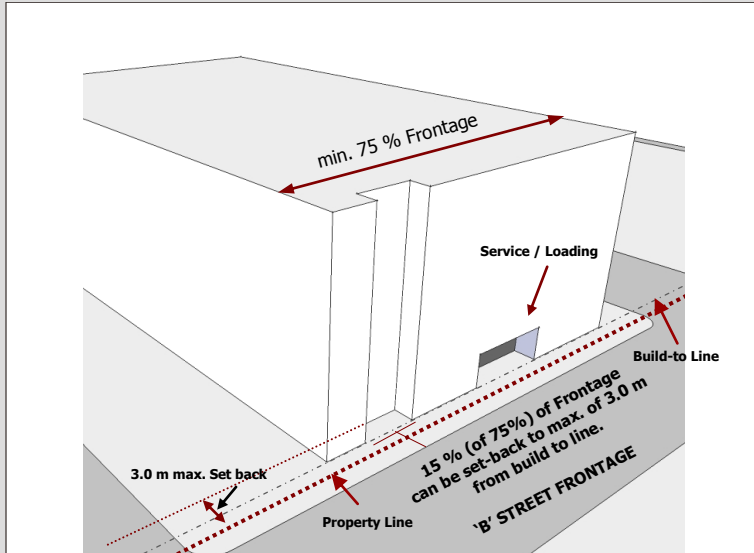 min. 75 % Frontage
Service / Loading
Build-to Line
15 % (of 75%) of Frontage
can be set-back to max. of 3.0 m
from build to line.
‘B’ STREET FRONTAGE
3.0 m max. Set back
Property Line